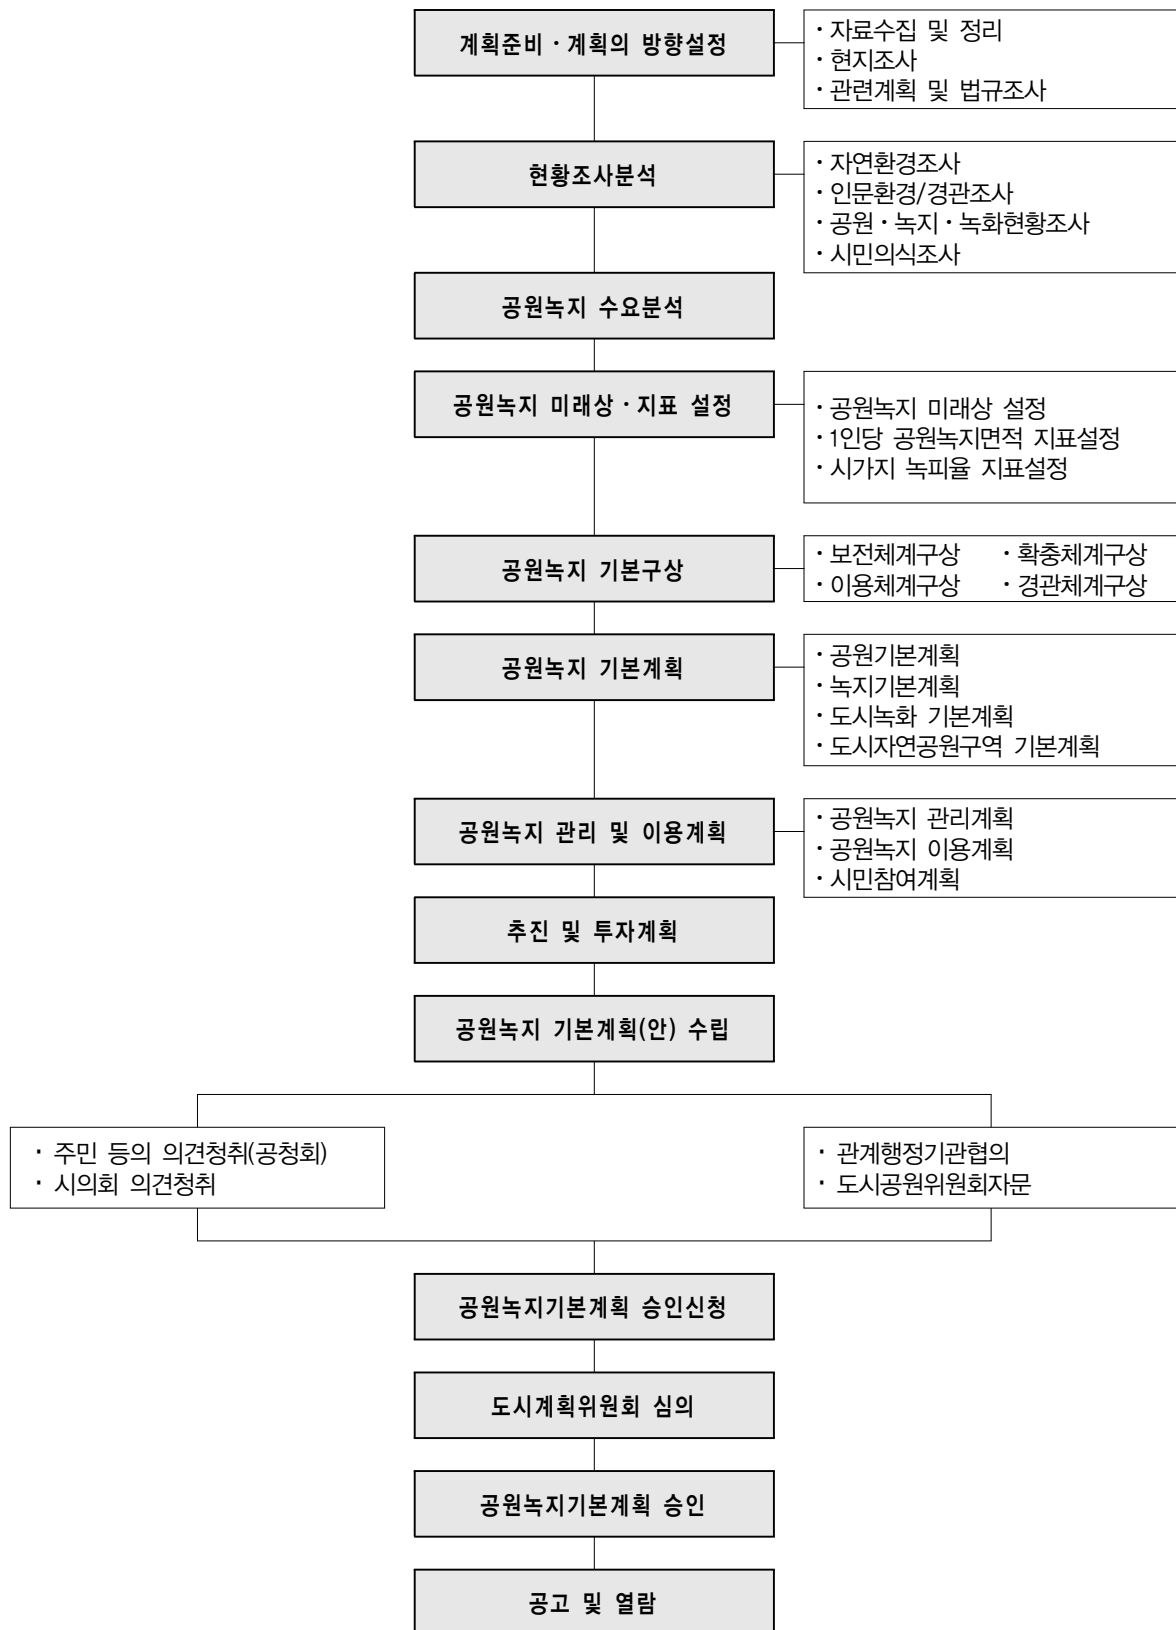 계획준비・계획의 방향설정
・자료수집 및 정리
・현지조사
・관련계획 및 법규조사
현황조사분석
・자연환경조사
・인문환경/경관조사
・공원・녹지・녹화현황조사
・시민의식조사
공원녹지 수요분석
공원녹지 미래상・지표 설정
・공원녹지 미래상 설정
・1인당 공원녹지면적 지표설정
・시가지 녹피율 지표설정
공원녹지 기본구상
・보전체계구상 ・확충체계구상
・이용체계구상 ・경관체계구상
공원녹지 기본계획
・공원기본계획
・녹지기본계획
・도시녹화 기본계획
・도시자연공원구역 기본계획
공원녹지 관리 및 이용계획
・공원녹지 관리계획
・공원녹지 이용계획
・시민참여계획
추진 및 투자계획
공원녹지 기본계획(안) 수립
・주민 등의 의견청취(공청회)
・시의회 의견청취
・관계행정기관협의
・도시공원위원회자문
공원녹지기본계획 승인신청
도시계획위원회 심의
공원녹지기본계획 승인
공고 및 열람